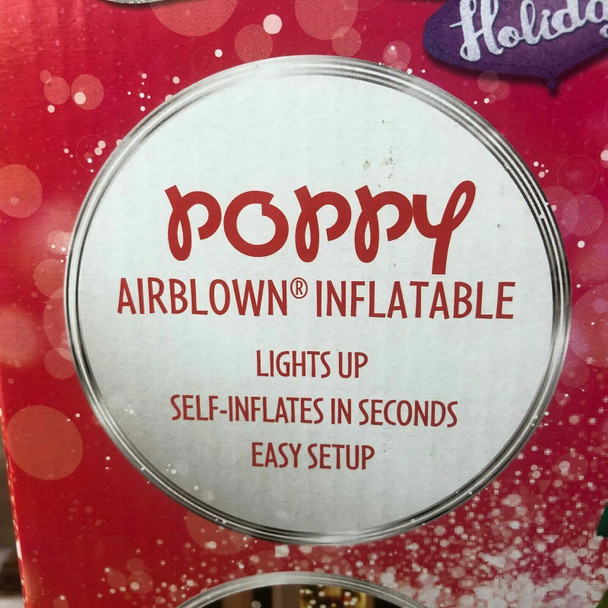 Holiday
POPPY
AIRBLOWN® INFLATABLE
LIGHTS UP
SELF-INFLATES IN SECONDS
EASY SETUP